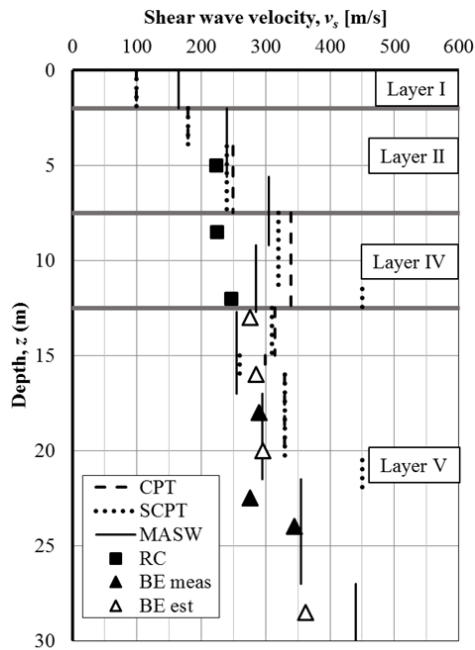 Shear wave velocity, vs [m/s]
0 100 200 300 400 500 600
0
Layer I
Layer II
5
Layer IV
10
Depth, z (m)
15
20
Layer V
CPT
SCPT
MASW
RC
BE meas
BE est
25
30